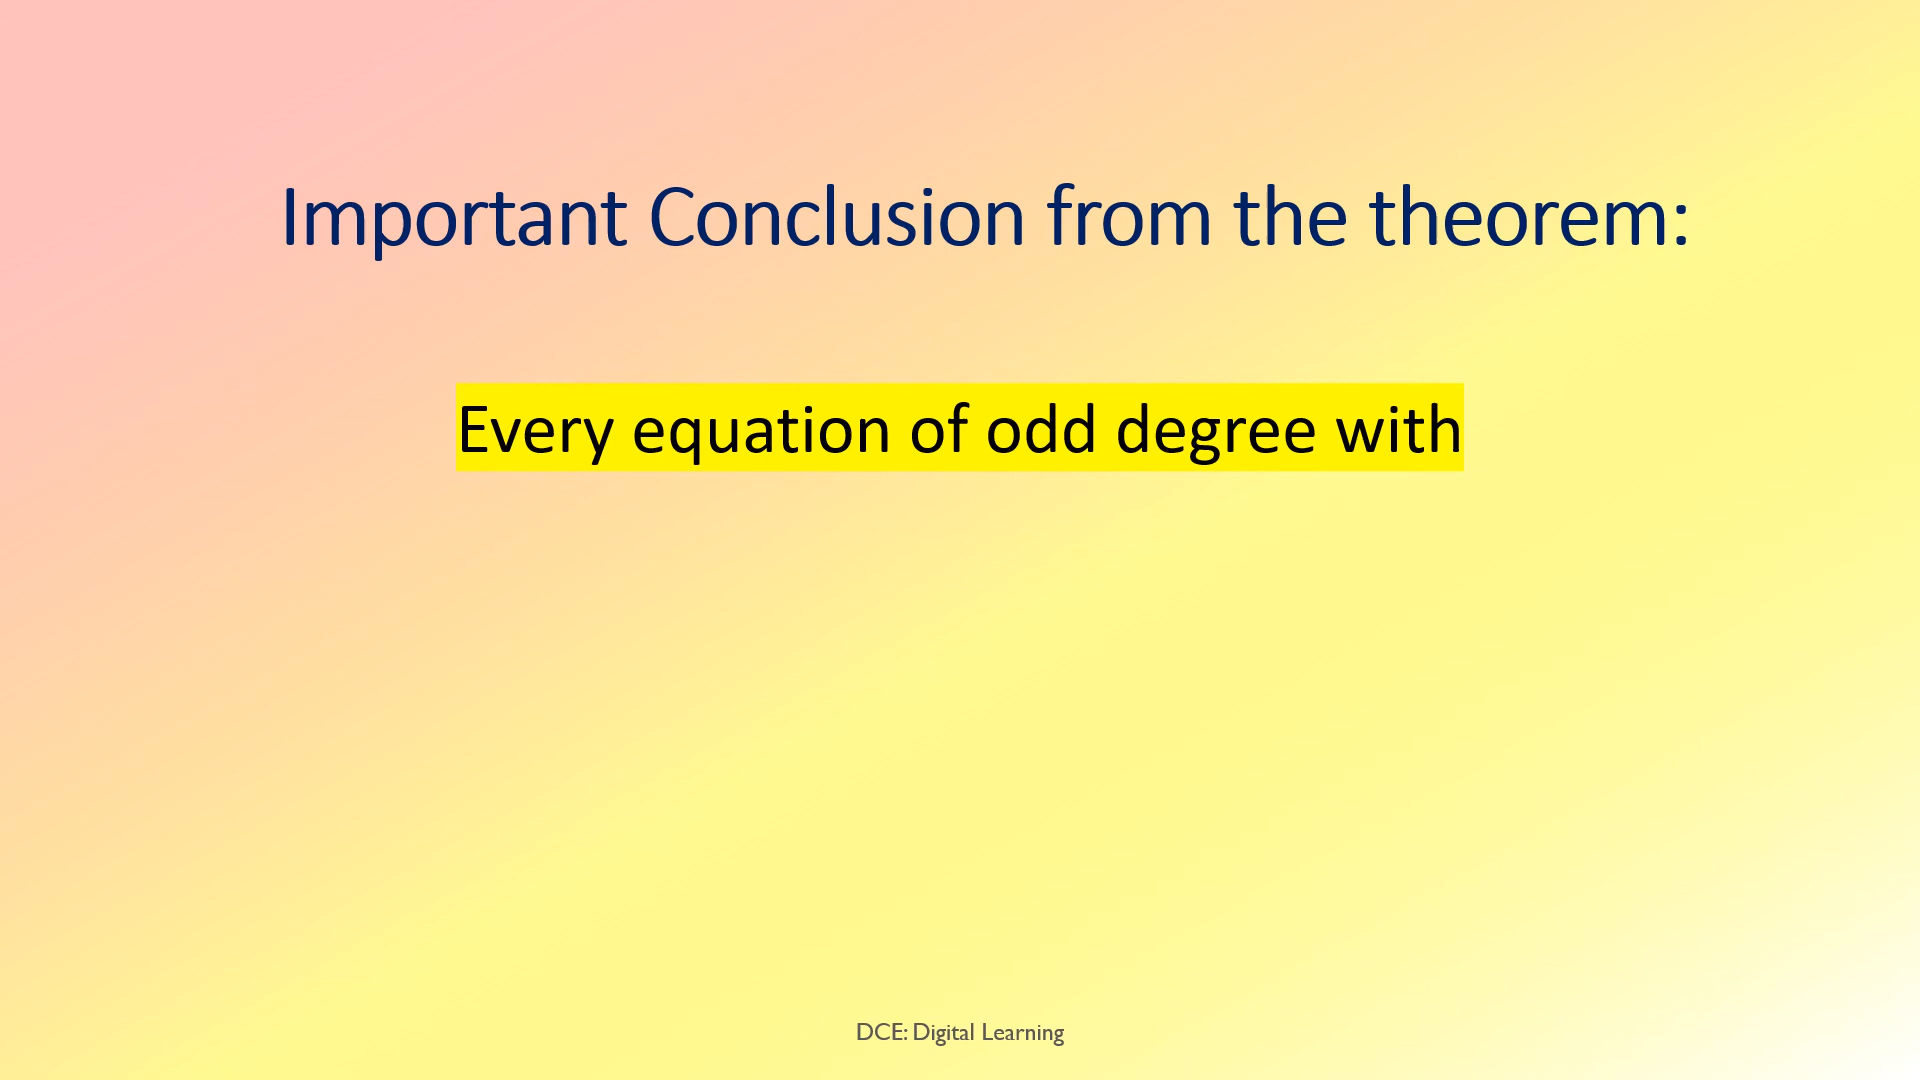 Important Conclusion from the theorem:
Every equation of odd degree with
DCE: Digital Learning